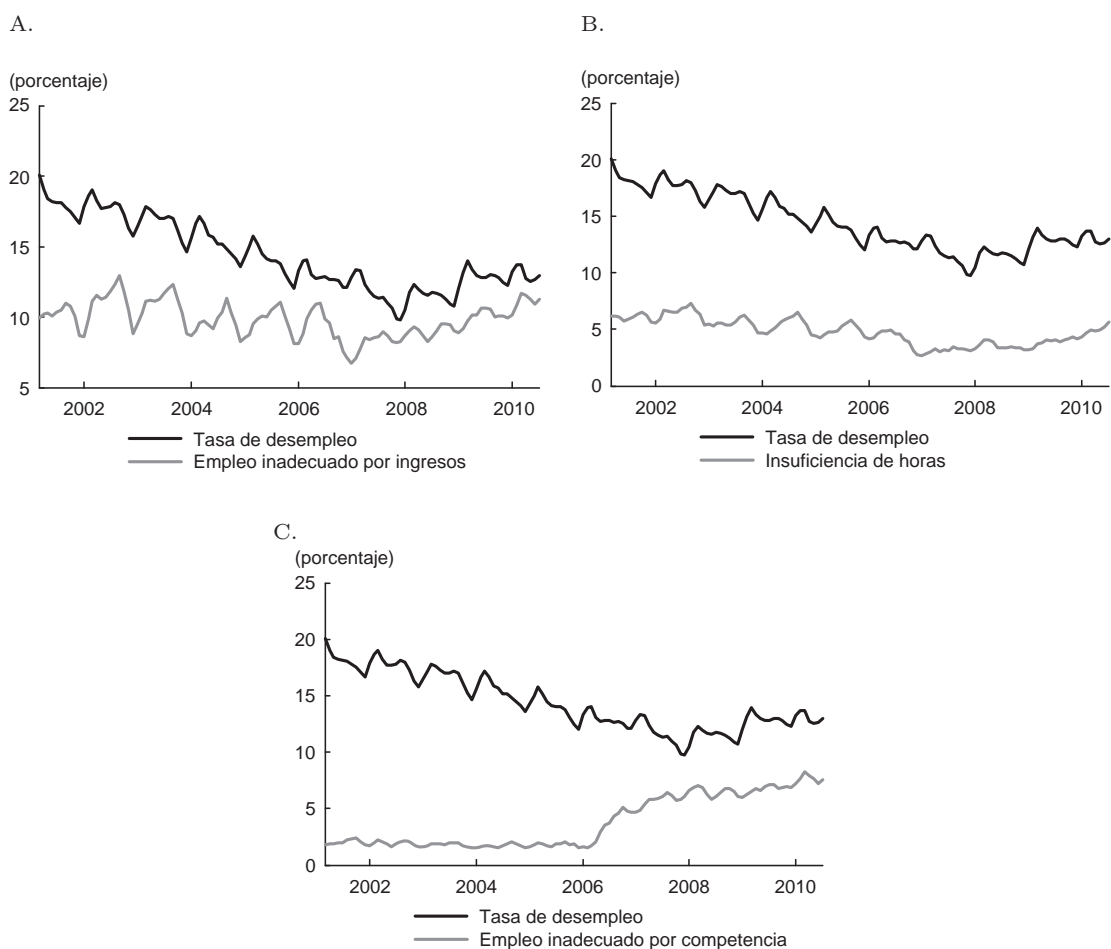 A.
(porcentaje)
25
20
15
10
5
2002 2004 2006 2008 2010
Tasa de desempleo
Empleo inadecuado por ingresos
B.
(porcentaje)
25
20
15
10
5
0
2002 2004 2006 2008 2010
Tasa de desempleo
Insuficiencia de horas
C.
(porcentaje)
25
20
15
10
5
0
2002 2004 2006 2008 2010
Tasa de desempleo
Empleo inadecuado por competencia